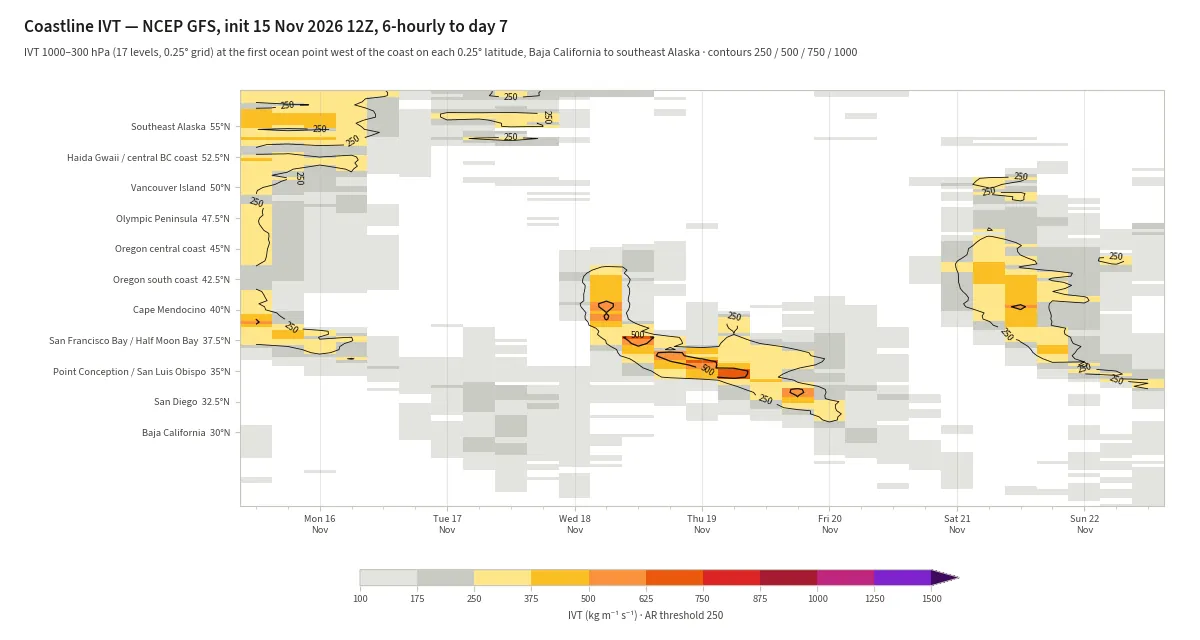 Coastline IVT — NCEP GFS, init 15 Nov 2026 12Z, 6-hourly to day 7
IVT 1000–300 hPa (17 levels, 0.25° grid) at the first ocean point west of the coast on each 0.25° latitude, Baja California to southeast Alaska · contours 250 / 500 / 750 / 1000
250
250
250
250
250
250
Southeast Alaska 55°N
250
250
Haida Gwaii / central BC coast 52.5°N
250
250
Vancouver Island 50°N
250
250
Olympic Peninsula 47.5°N
Oregon central coast 45°N
250
Oregon south coast 42.5°N
Cape Mendocino 40°N
250
250
500
250
San Francisco Bay / Half Moon Bay 37.5°N
500
250
Point Conception / San Luis Obispo 35°N
250
250
San Diego 32.5°N
Baja California 30°N
Mon 16
Nov
Tue 17
Nov
Wed 18
Nov
Thu 19
Nov
Fri 20
Nov
Sat 21
Nov
Sun 22
Nov
100 175 250 375 500 625 750 875 1000 1250 1500
IVT (kg m⁻¹ s⁻¹) · AR threshold 250